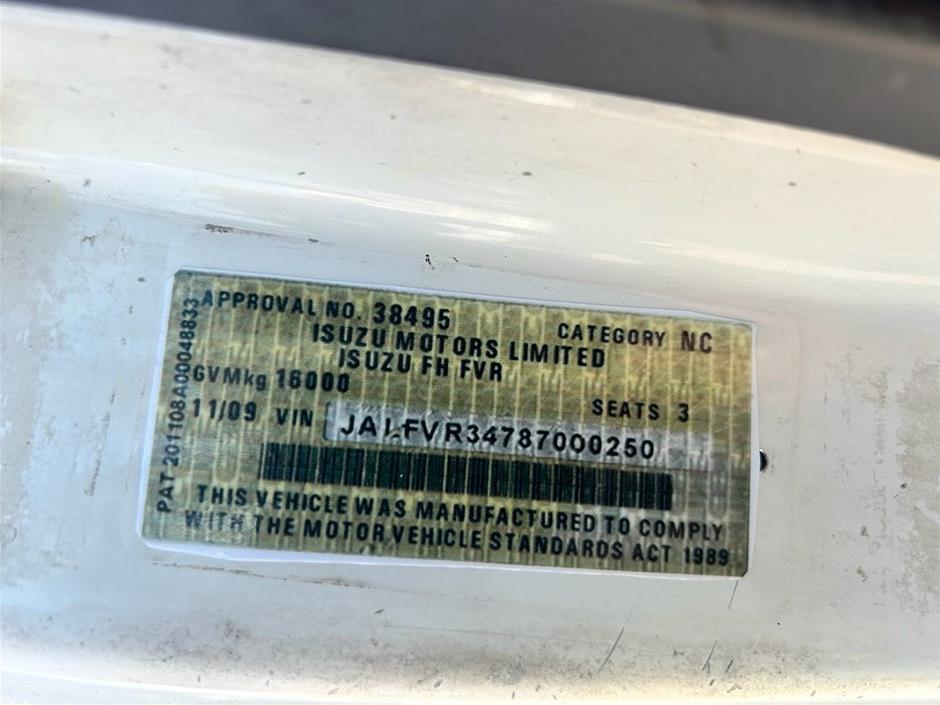 APPROVAL NO. 38495 CATEGORY NC
ISUZU MOTORS LIMITED
ISUZU FH FVR
GVMkg 16000 SEATS 3
11/09 VIN JALFVR34787000250
THIS VEHICLE WAS MANUFACTURED TO COMPLY
WITH THE MOTOR VEHICLE STANDARDS ACT 1989
PAT 201108A00048833